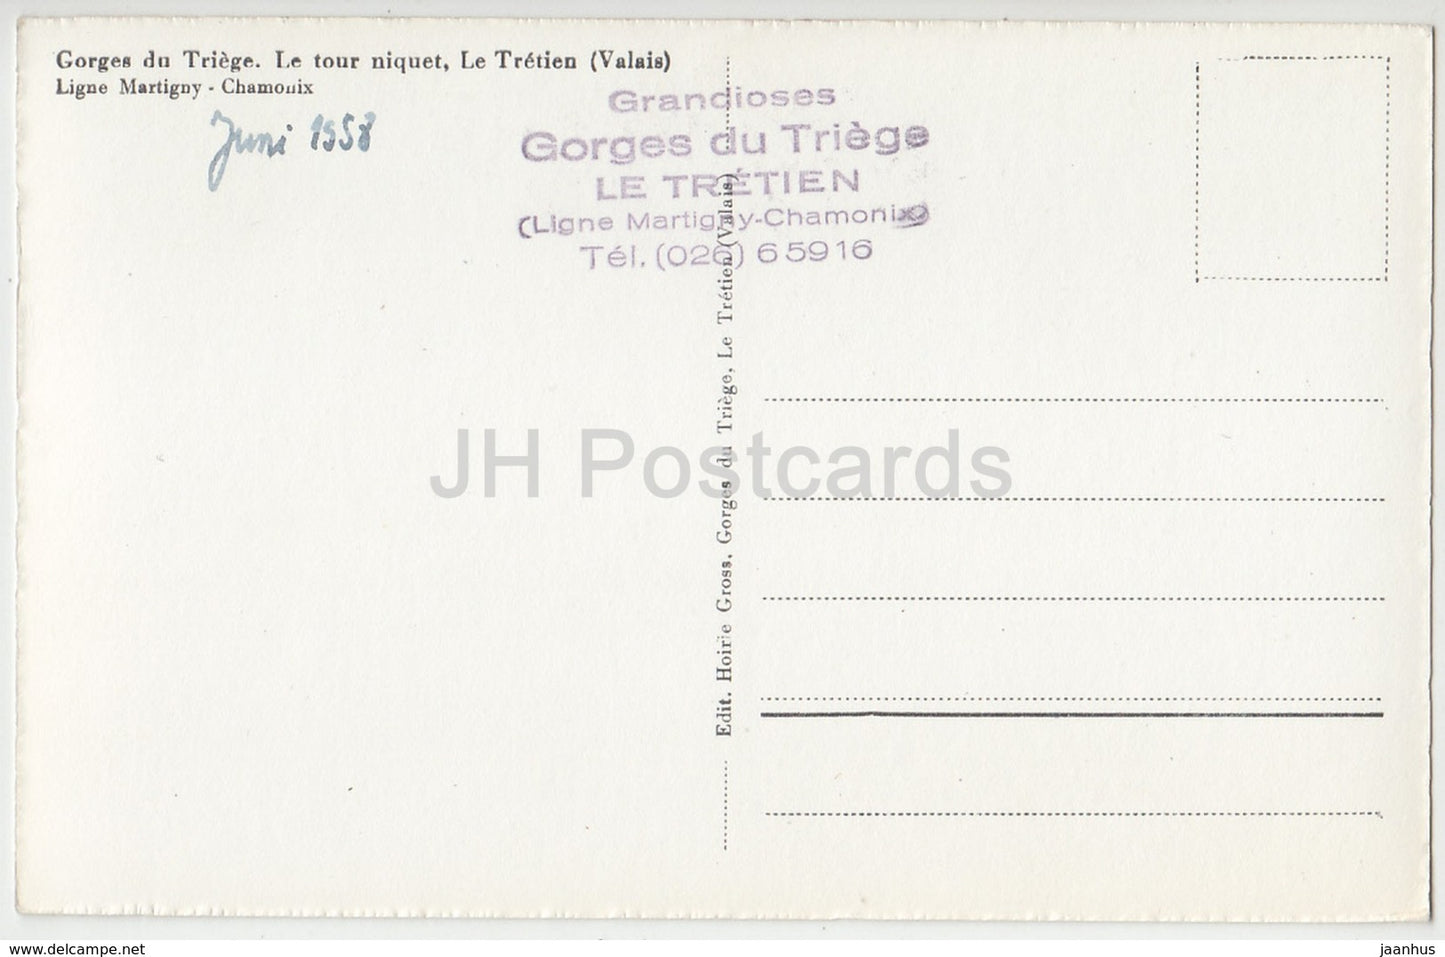 Gorges du Triège. Le tour niquet, Le Trétien (Valais)
Ligne Martigny - Chamonix
Juni 1958
Grandioses
Gorges du Triège
LE TRÉTIEN
(Ligne Martigny-Chamonix)
Tél. (026) 6 59 16
Edit. Hoirie Gross, Gorges du Triège, Le Trétien (Valais)
JH Postcards
www.delcampe.net
jaanhus